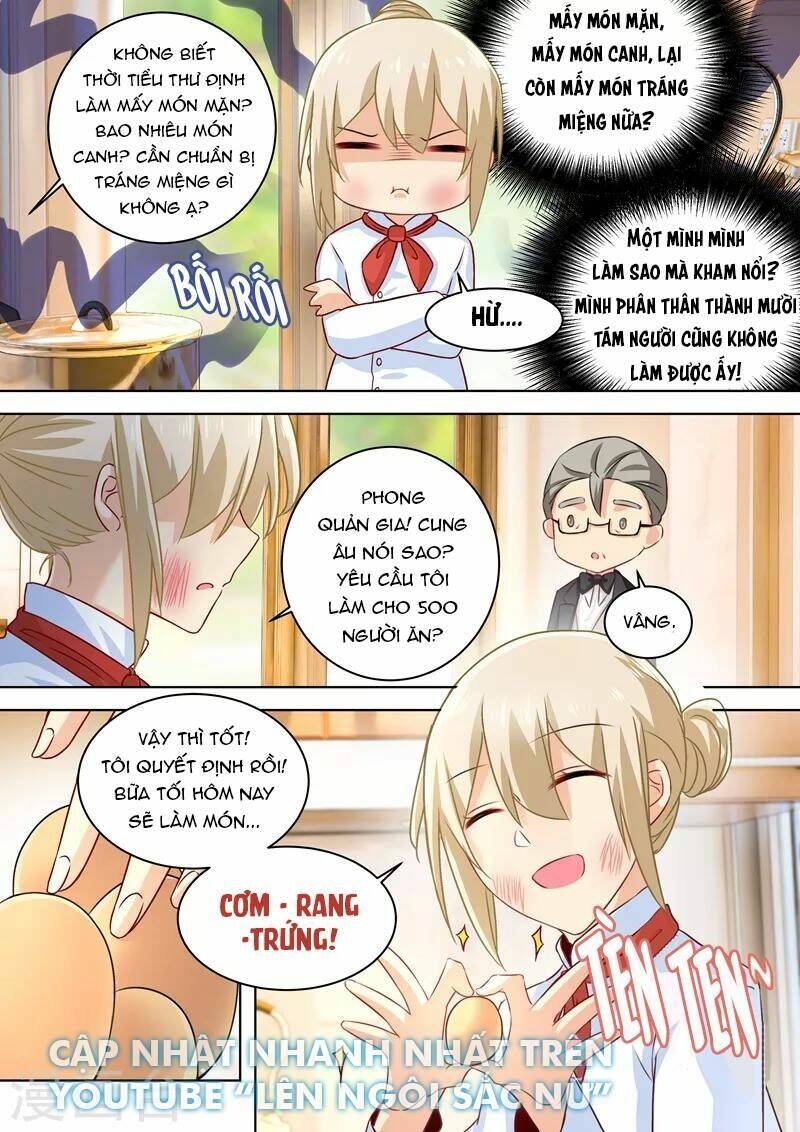 KHÔNG BIẾT
THỜI TIỂU THƯ ĐỊNH
LÀM MẤY MÓN MẶN?
BAO NHIÊU MÓN
CANH? CẦN CHUẨN BỊ
TRÁNG MIỆNG GÌ
KHÔNG Ạ?
MẤY MÓN MẶN,
MẤY MÓN CANH, LẠI
CÒN MẤY MÓN TRÁNG
MIỆNG NỮA?
BỐI RỐI
HỪ....
MỘT MÌNH MÌNH
LÀM SAO MÀ KHAM NỔI?
MÌNH PHÂN THÂN THÀNH MƯỜI
TÁM NGƯỜI CŨNG KHÔNG
LÀM ĐƯỢC ẤY!
PHONG
QUẢN GIA! CUNG
ÂU NÓI SAO?
YÊU CẦU TÔI
LÀM CHO 500
NGƯỜI ĂN?
VÂNG.
VẬY THÌ TỐT!
TÔI QUYẾT ĐỊNH RỒI!
BỮA TỐI HÔM NAY
SẼ LÀM MÓN...
CƠM - RANG
-TRỨNG!
TÈN TEN~
CẬP NHẬT NHANH NHẤT TRÊN
YOUTUBE "LÊN NGÔI SẮC NỮ"
漫画台